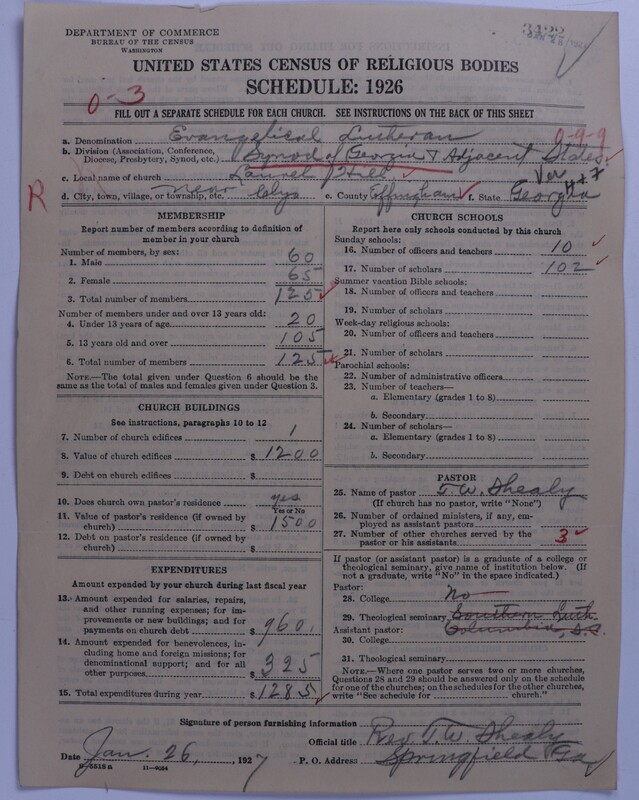 DEPARTMENT OF COMMERCE
BUREAU OF THE CENSUS
WASHINGTON
UNITED STATES CENSUS OF RELIGIOUS BODIES
SCHEDULE: 1926
0-3
FILL OUT A SEPARATE SCHEDULE FOR EACH CHURCH. SEE INSTRUCTIONS ON THE BACK OF THIS SHEET
a. Denomination Evangelical Lutheran 0-9-9
b. Division (Association, Conference, Diocese, Presbytery, Synod, etc.) Synod of Georgia & Adjacent States
c. Local name of church Laurel Hill
d. City, town, village, or township, etc. near Clyo e. County Effingham f. State Georgia
R
MEMBERSHIP
Report number of members according to definition of
member in your church
Number of members, by sex:
1. Male 60
2. Female 65
3. Total number of members 125
Number of members under and over 13 years old:
4. Under 13 years of age 20
5. 13 years old and over 105
6. Total number of members 125
NOTE.—The total given under Question 6 should be the
same as the total of males and females given under Question 3.
CHURCH BUILDINGS
See instructions, paragraphs 10 to 12
7. Number of church edifices 1
8. Value of church edifices $ 1200
9. Debt on church edifices $
10. Does church own pastor's residence yes
Yes or No
11. Value of pastor's residence (if owned by
church) $ 1500
12. Debt on pastor's residence (if owned by
church) $
EXPENDITURES
Amount expended by your church during last fiscal year
13. Amount expended for salaries, repairs,
and other running expenses; for im-
provements or new buildings; and for
payments on church debt $ 960.
14. Amount expended for benevolences, in-
cluding home and foreign missions; for
denominational support; and for all
other purposes $ 325
15. Total expenditures during year $ 1285
CHURCH SCHOOLS
Report here only schools conducted by this church
Sunday schools:
16. Number of officers and teachers 10
17. Number of scholars 102
Summer vacation Bible schools:
18. Number of officers and teachers
19. Number of scholars
Week-day religious schools:
20. Number of officers and teachers
21. Number of scholars
Parochial schools:
22. Number of administrative officers
23. Number of teachers—
a. Elementary (grades 1 to 8)
b. Secondary
24. Number of scholars—
a. Elementary (grades 1 to 8)
b. Secondary
PASTOR
25. Name of pastor T. W. Shealy
(If church has no pastor, write "None")
26. Number of ordained ministers, if any, em-
ployed as assistant pastors
27. Number of other churches served by the
pastor or his assistants 3
If pastor (or assistant pastor) is a graduate of a college or
theological seminary, give name of institution below. (If
not a graduate, write "No" in the space indicated.)
Pastor:
28. College No
29. Theological seminary Southern Luth.
Assistant pastor: Columbia, S.C.
30. College
31. Theological seminary
NOTE.—Where one pastor serves two or more churches,
Questions 28 and 29 should be answered only on the schedule
for one of the churches; on the schedules for the other churches,
write "See schedule for church."
Signature of person furnishing information
Official title Rev. T. W. Shealy
Date Jan. 26, 1927 P. O. Address Springfield Ga
8-5518a 11-9034